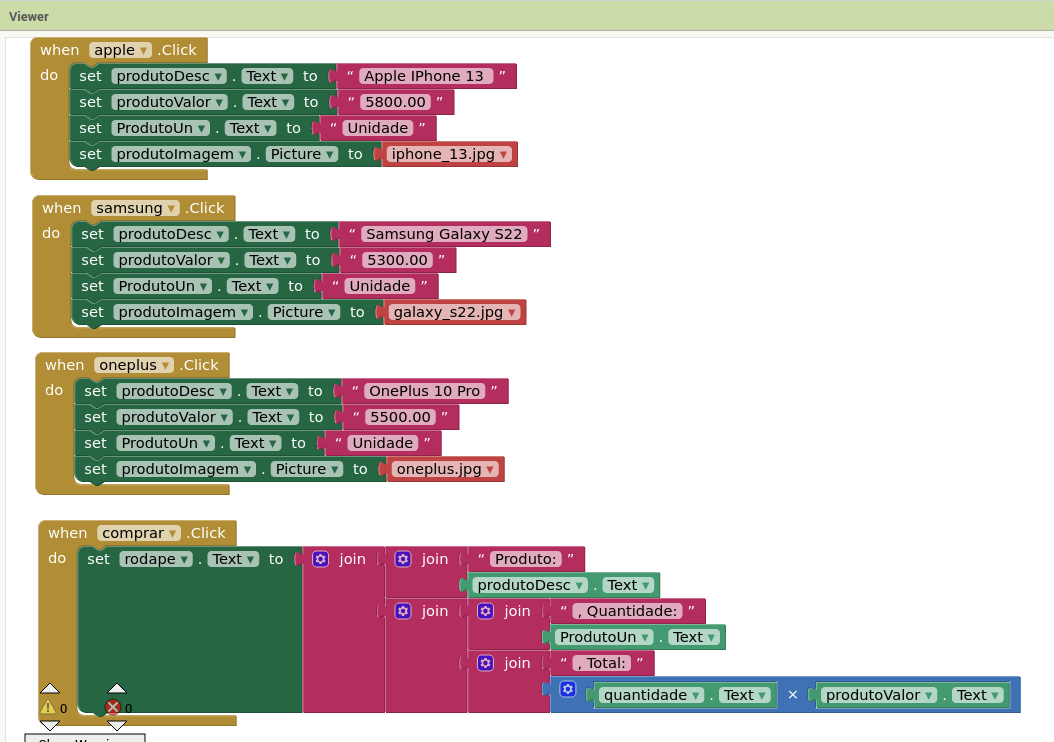 Viewer
when apple .Click
do set produtoDesc . Text to “ Apple IPhone 13 ”
set produtoValor . Text to “ 5800.00 ”
set ProdutoUn . Text to “ Unidade ”
set produtoImagem . Picture to iphone_13.jpg
when samsung .Click
do set produtoDesc . Text to “ Samsung Galaxy S22 ”
set produtoValor . Text to “ 5300.00 ”
set ProdutoUn . Text to “ Unidade ”
set produtoImagem . Picture to galaxy_s22.jpg
when oneplus .Click
do set produtoDesc . Text to “ OnePlus 10 Pro ”
set produtoValor . Text to “ 5500.00 ”
set ProdutoUn . Text to “ Unidade ”
set produtoImagem . Picture to oneplus.jpg
when comprar .Click
do set rodape . Text to join join “ Produto: ”
produtoDesc . Text
join join “ , Quantidade: ”
ProdutoUn . Text
join “ , Total: ”
quantidade . Text × produtoValor . Text
0 0